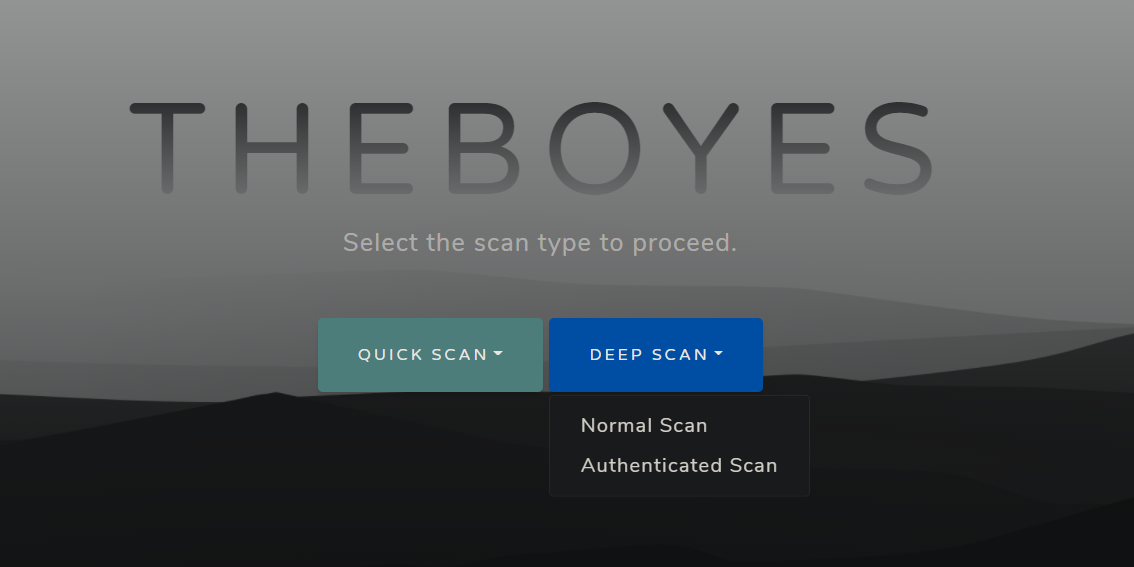 THEBOYES
Select the scan type to proceed.
QUICK SCAN
DEEP SCAN
Normal Scan
Authenticated Scan